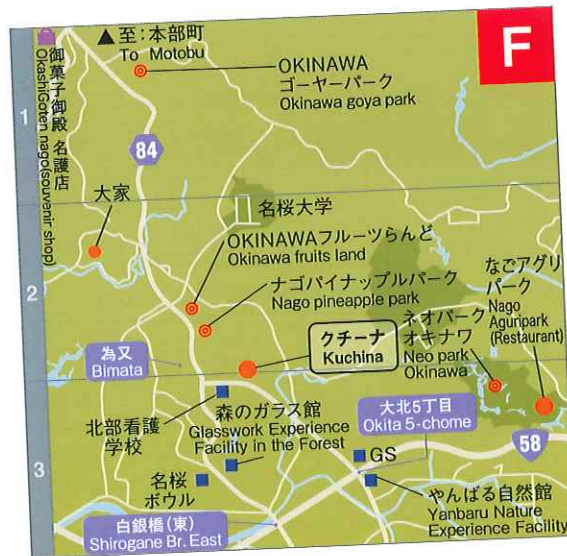 F
▲至:本部町
To Motobu
御菓子御殿 名護店
OkashiGoten nago(souvenir shop)
OKINAWA
ゴーヤーパーク
Okinawa goya park
1
84
大家
名桜大学
OKINAWAフルーツらんど
Okinawa fruits land
2
ナゴパイナップルパーク
Nago pineapple park
なごアグリ
パーク
Nago
Aguripark
(Restaurant)
クチーナ
Kuchina
ネオパーク
オキナワ
Neo park
Okinawa
為又
Bimata
北部看護
学校
森のガラス館
Glasswork Experience
Facility in the Forest
大北5丁目
Okita 5-chome
58
3
GS
名桜
ボウル
やんばる自然館
Yanbaru Nature
Experience Facility
白銀橋(東)
Shirogane Br. East